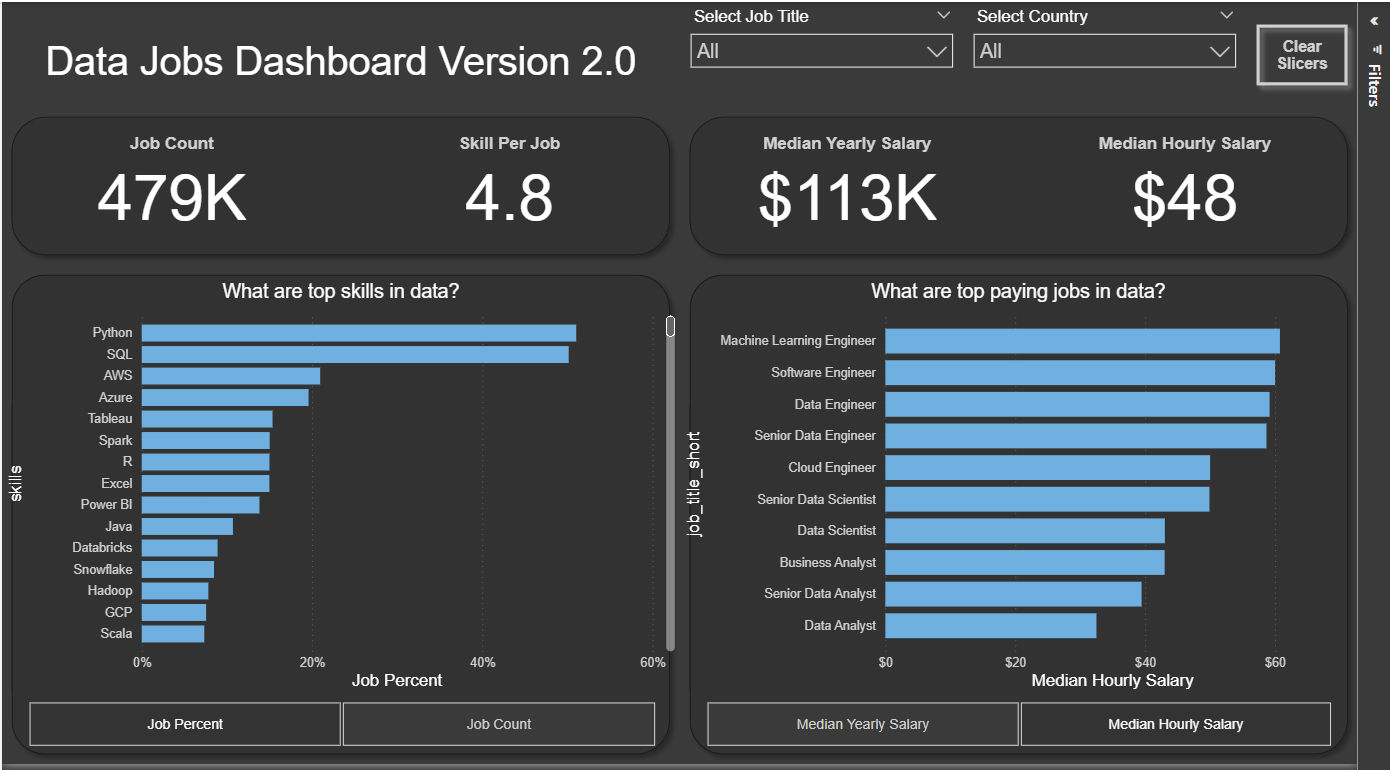 Data Jobs Dashboard Version 2.0
Select Job Title
All
Select Country
All
Clear
Slicers
Filters
Job Count
479K
Skill Per Job
4.8
Median Yearly Salary
$113K
Median Hourly Salary
$48
What are top skills in data?
skills
Python
SQL
AWS
Azure
Tableau
Spark
R
Excel
Power BI
Java
Databricks
Snowflake
Hadoop
GCP
Scala
0%
20%
40%
60%
Job Percent
Job Percent
Job Count
What are top paying jobs in data?
job_title_short
Machine Learning Engineer
Software Engineer
Data Engineer
Senior Data Engineer
Cloud Engineer
Senior Data Scientist
Data Scientist
Business Analyst
Senior Data Analyst
Data Analyst
$0
$20
$40
$60
Median Hourly Salary
Median Yearly Salary
Median Hourly Salary